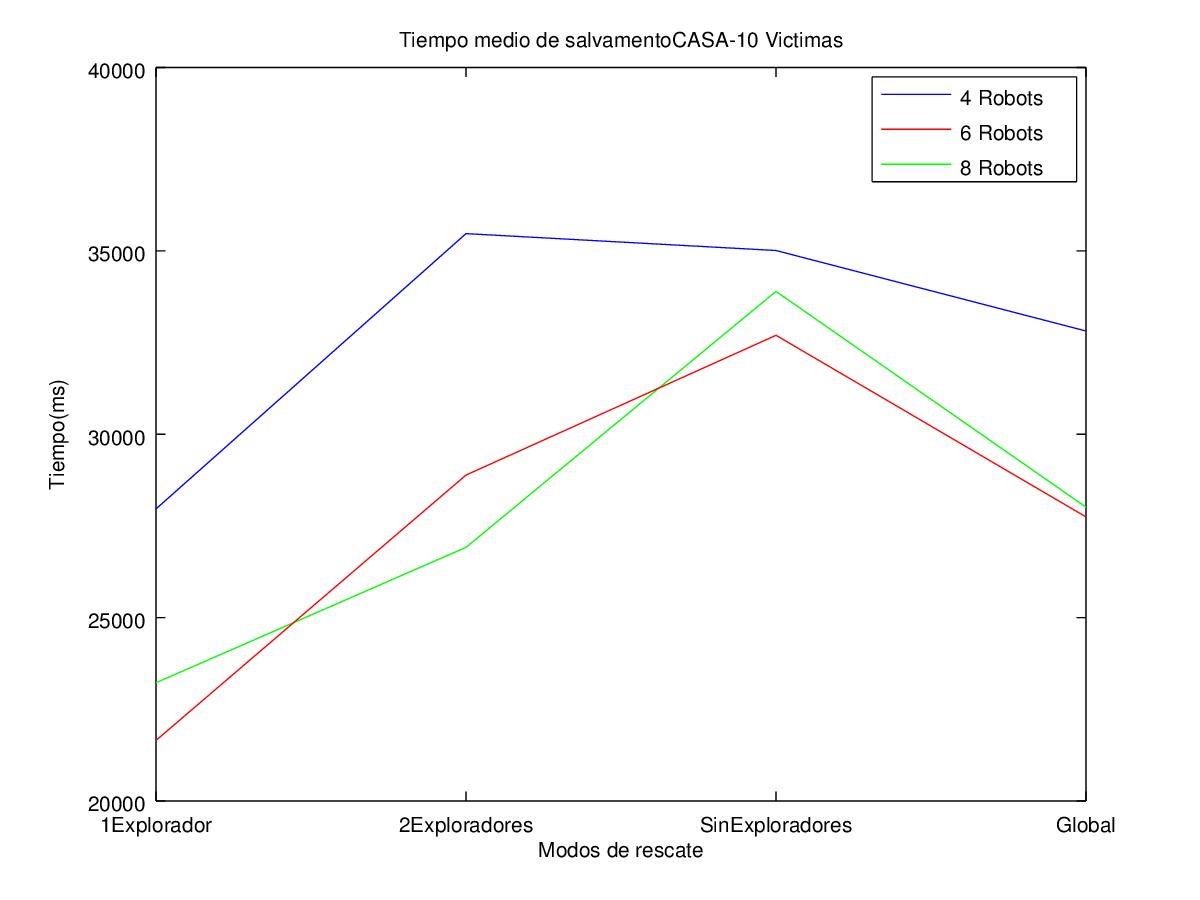 Tiempo medio de salvamentoCASA-10 Victimas
40000
35000
30000
25000
20000
Tiempo(ms)
4 Robots
6 Robots
8 Robots
1Explorador
2Exploradores
SinExploradores
Global
Modos de rescate